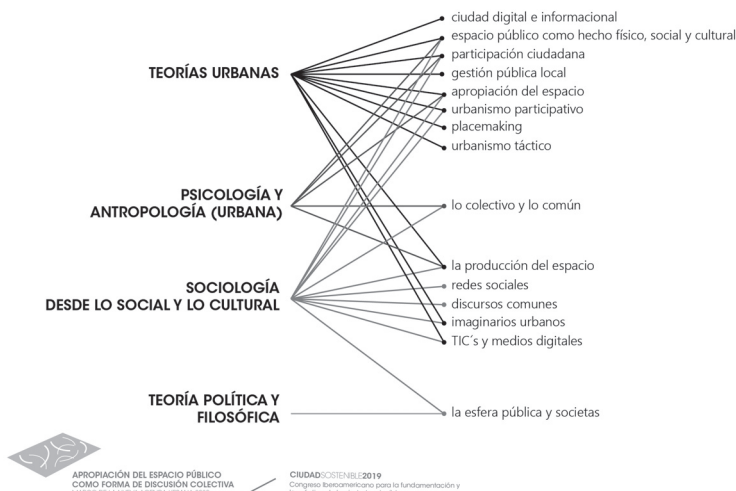 ciudad digital e informacional
espacio público como hecho físico, social y cultural
participación ciudadana
TEORÍAS URBANAS
gestión pública local
apropiación del espacio
urbanismo participativo
placemaking
urbanismo táctico
PSICOLOGÍA Y
ANTROPOLOGÍA (URBANA)
lo colectivo y lo común
la producción del espacio
SOCIOLOGÍA
DESDE LO SOCIAL Y LO CULTURAL
redes sociales
discursos comunes
imaginarios urbanos
TIC´s y medios digitales
TEORÍA POLÍTICA Y
FILOSÓFICA
la esfera pública y societas
APROPIACIÓN DEL ESPACIO PÚBLICO
COMO FORMA DE DISCUSIÓN COLECTIVA
CIUDADSOSTENIBLE2019
Congreso Iberoamericano para la fundamentación y